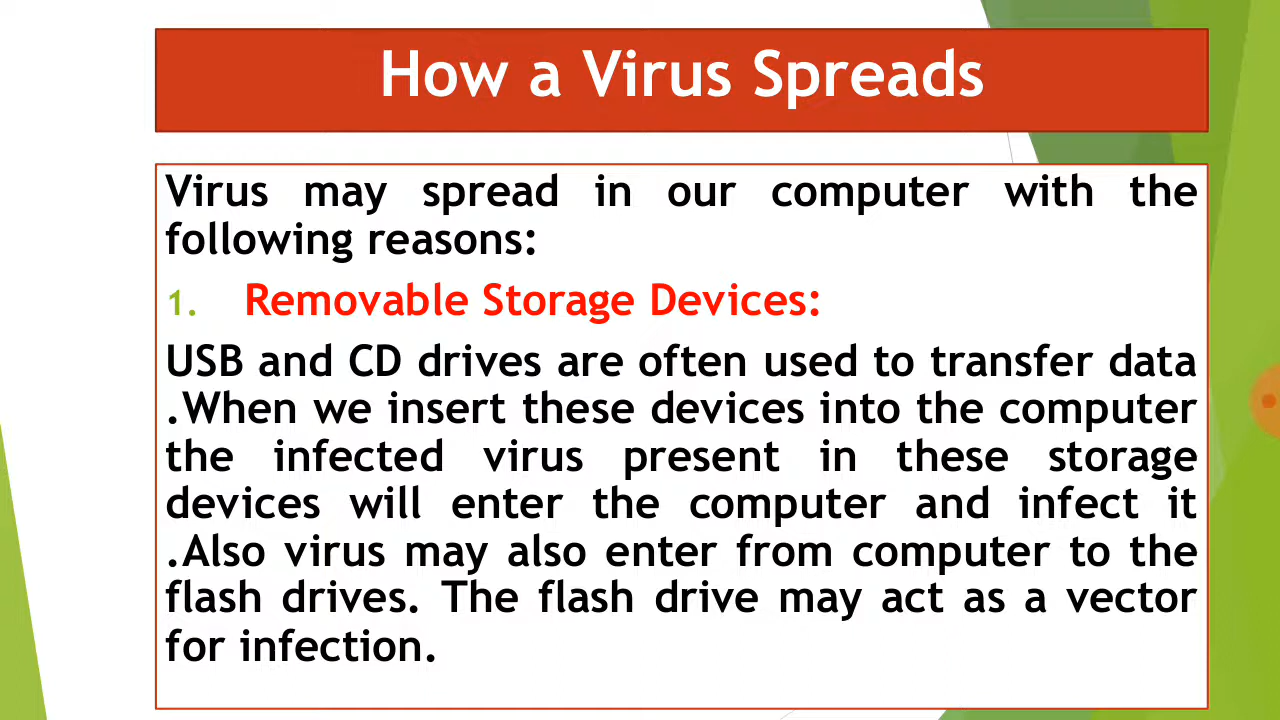 How a Virus Spreads
Virus may spread in our computer with the
following reasons:
1. Removable Storage Devices:
USB and CD drives are often used to transfer data
.When we insert these devices into the computer
the infected virus present in these storage
devices will enter the computer and infect it
.Also virus may also enter from computer to the
flash drives. The flash drive may act as a vector
for infection.